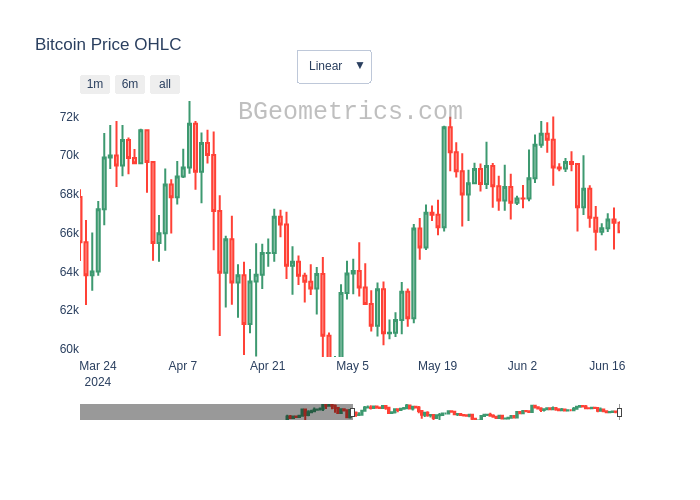 Bitcoin Price OHLC
Linear ▼
1m 6m all
BGeometrics.com
72k
70k
68k
66k
64k
62k
60k
Mar 24 Apr 7 Apr 21 May 5 May 19 Jun 2 Jun 16
2024